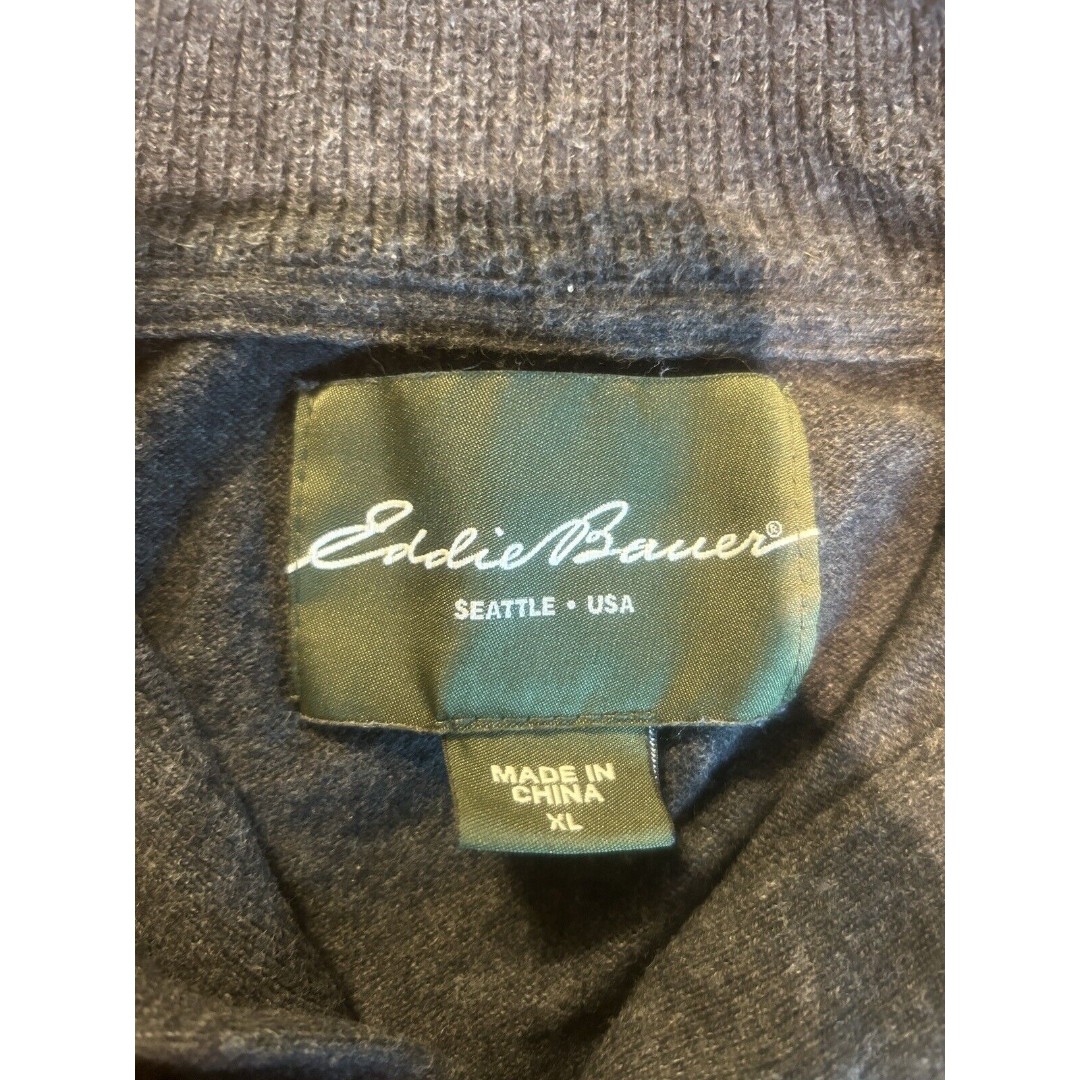 Eddie Bauer®
SEATTLE • USA
MADE IN
CHINA
XL